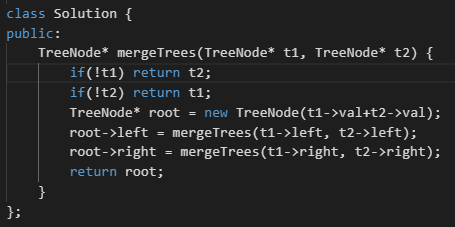 class Solution {
public:
    TreeNode* mergeTrees(TreeNode* t1, TreeNode* t2) {
        if(!t1) return t2;
        if(!t2) return t1;
        TreeNode* root = new TreeNode(t1->val+t2->val);
        root->left = mergeTrees(t1->left, t2->left);
        root->right = mergeTrees(t1->right, t2->right);
        return root;
    }
};